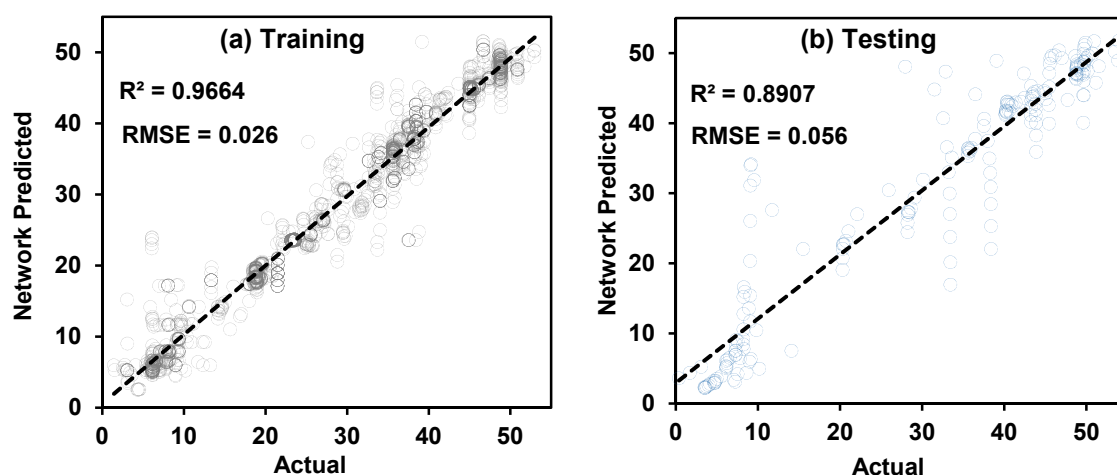 (a) Training
R² = 0.9664
RMSE = 0.026
Network Predicted
50
40
30
20
10
0
0 10 20 30 40 50
Actual
(b) Testing
R² = 0.8907
RMSE = 0.056
Network Predicted
50
40
30
20
10
0
0 10 20 30 40 50
Actual